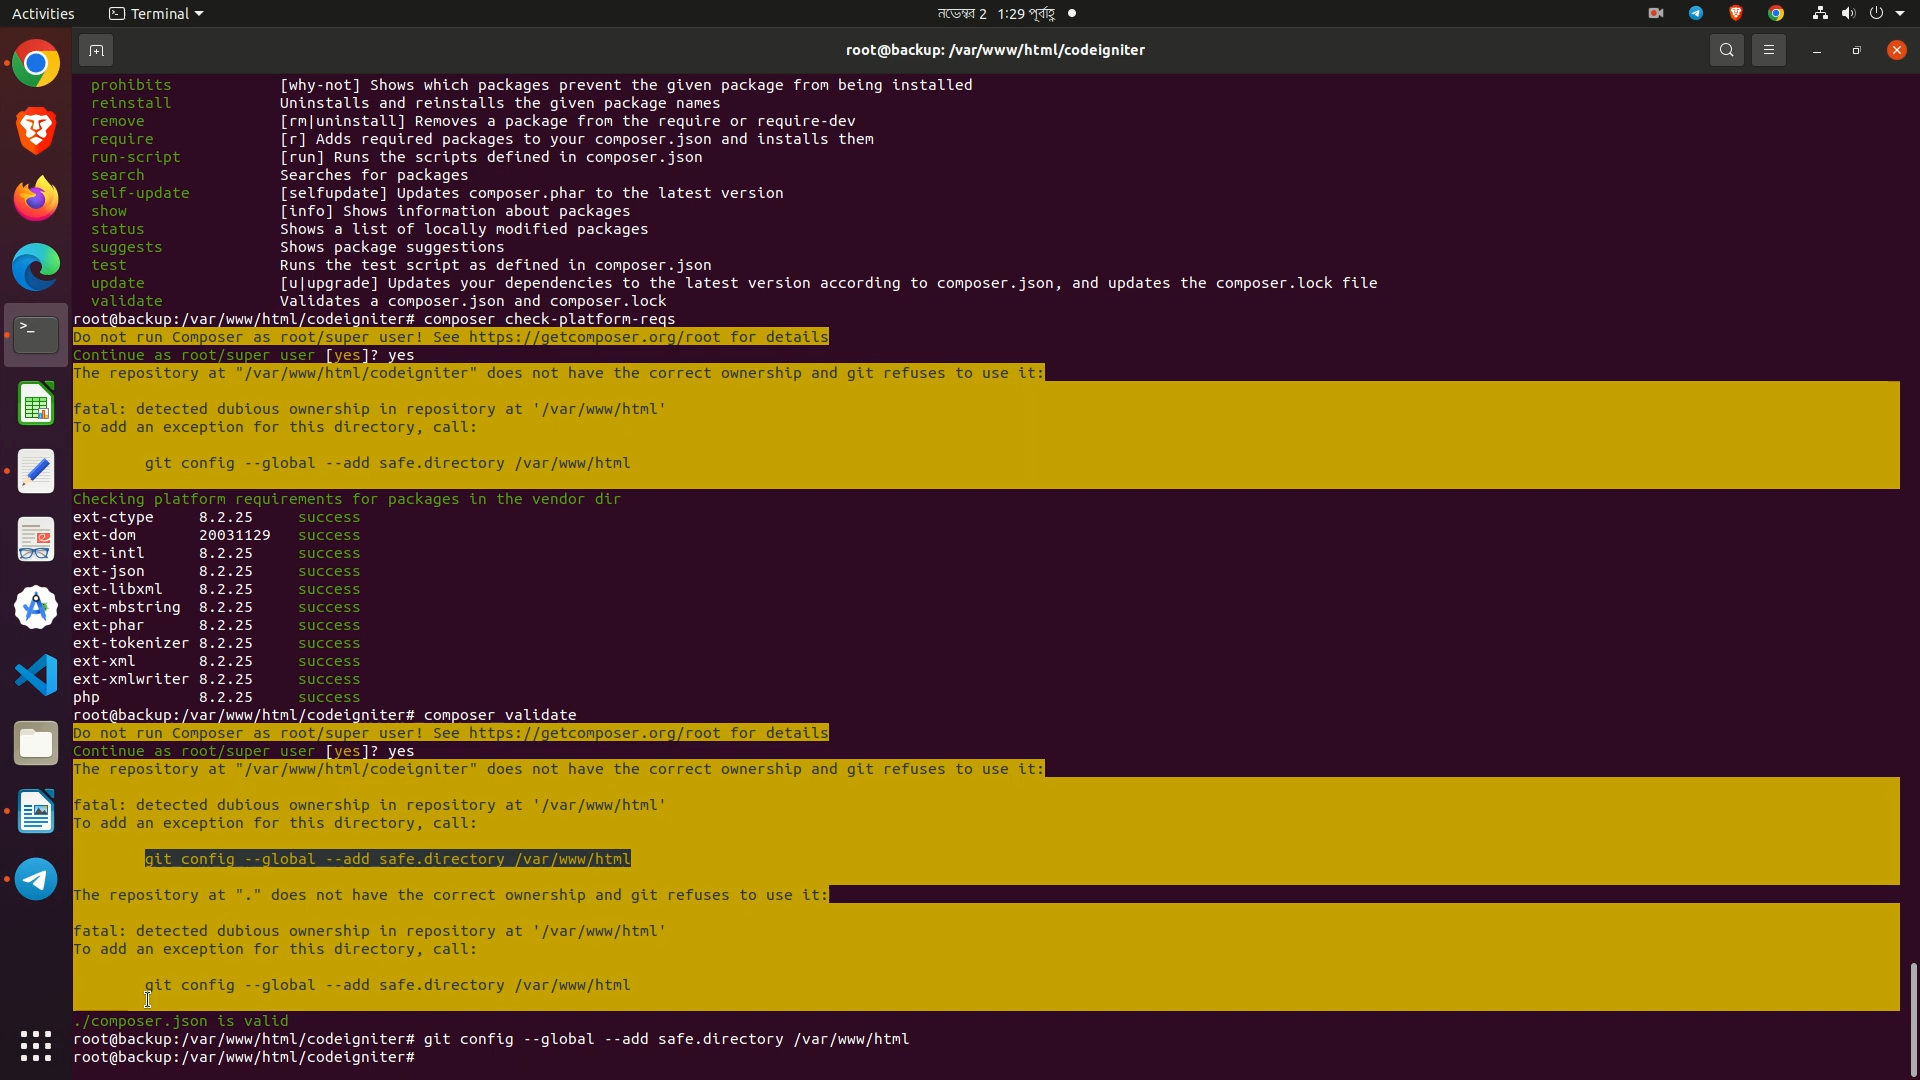 Activities
Terminal
নভেম্বর 2 1:29 পূর্বাহ্ণ
root@backup: /var/www/html/codeigniter
prohibits [why-not] Shows which packages prevent the given package from being installed
reinstall Uninstalls and reinstalls the given package names
remove [rm|uninstall] Removes a package from the require or require-dev
require [r] Adds required packages to your composer.json and installs them
run-script [run] Runs the scripts defined in composer.json
search Searches for packages
self-update [selfupdate] Updates composer.phar to the latest version
show [info] Shows information about packages
status Shows a list of locally modified packages
suggests Shows package suggestions
test Runs the test script as defined in composer.json
update [u|upgrade] Updates your dependencies to the latest version according to composer.json, and updates the composer.lock file
validate Validates a composer.json and composer.lock
root@backup:/var/www/html/codeigniter# composer check-platform-reqs
Do not run Composer as root/super user! See https://getcomposer.org/root for details
Continue as root/super user [yes]? yes
The repository at "/var/www/html/codeigniter" does not have the correct ownership and git refuses to use it:
fatal: detected dubious ownership in repository at '/var/www/html'
To add an exception for this directory, call:
git config --global --add safe.directory /var/www/html
Checking platform requirements for packages in the vendor dir
ext-ctype 8.2.25 success
ext-dom 20031129 success
ext-intl 8.2.25 success
ext-json 8.2.25 success
ext-libxml 8.2.25 success
ext-mbstring 8.2.25 success
ext-phar 8.2.25 success
ext-tokenizer 8.2.25 success
ext-xml 8.2.25 success
ext-xmlwriter 8.2.25 success
php 8.2.25 success
root@backup:/var/www/html/codeigniter# composer validate
Do not run Composer as root/super user! See https://getcomposer.org/root for details
Continue as root/super user [yes]? yes
The repository at "/var/www/html/codeigniter" does not have the correct ownership and git refuses to use it:
fatal: detected dubious ownership in repository at '/var/www/html'
To add an exception for this directory, call:
git config --global --add safe.directory /var/www/html
The repository at "." does not have the correct ownership and git refuses to use it:
fatal: detected dubious ownership in repository at '/var/www/html'
To add an exception for this directory, call:
git config --global --add safe.directory /var/www/html
./composer.json is valid
root@backup:/var/www/html/codeigniter# git config --global --add safe.directory /var/www/html
root@backup:/var/www/html/codeigniter#